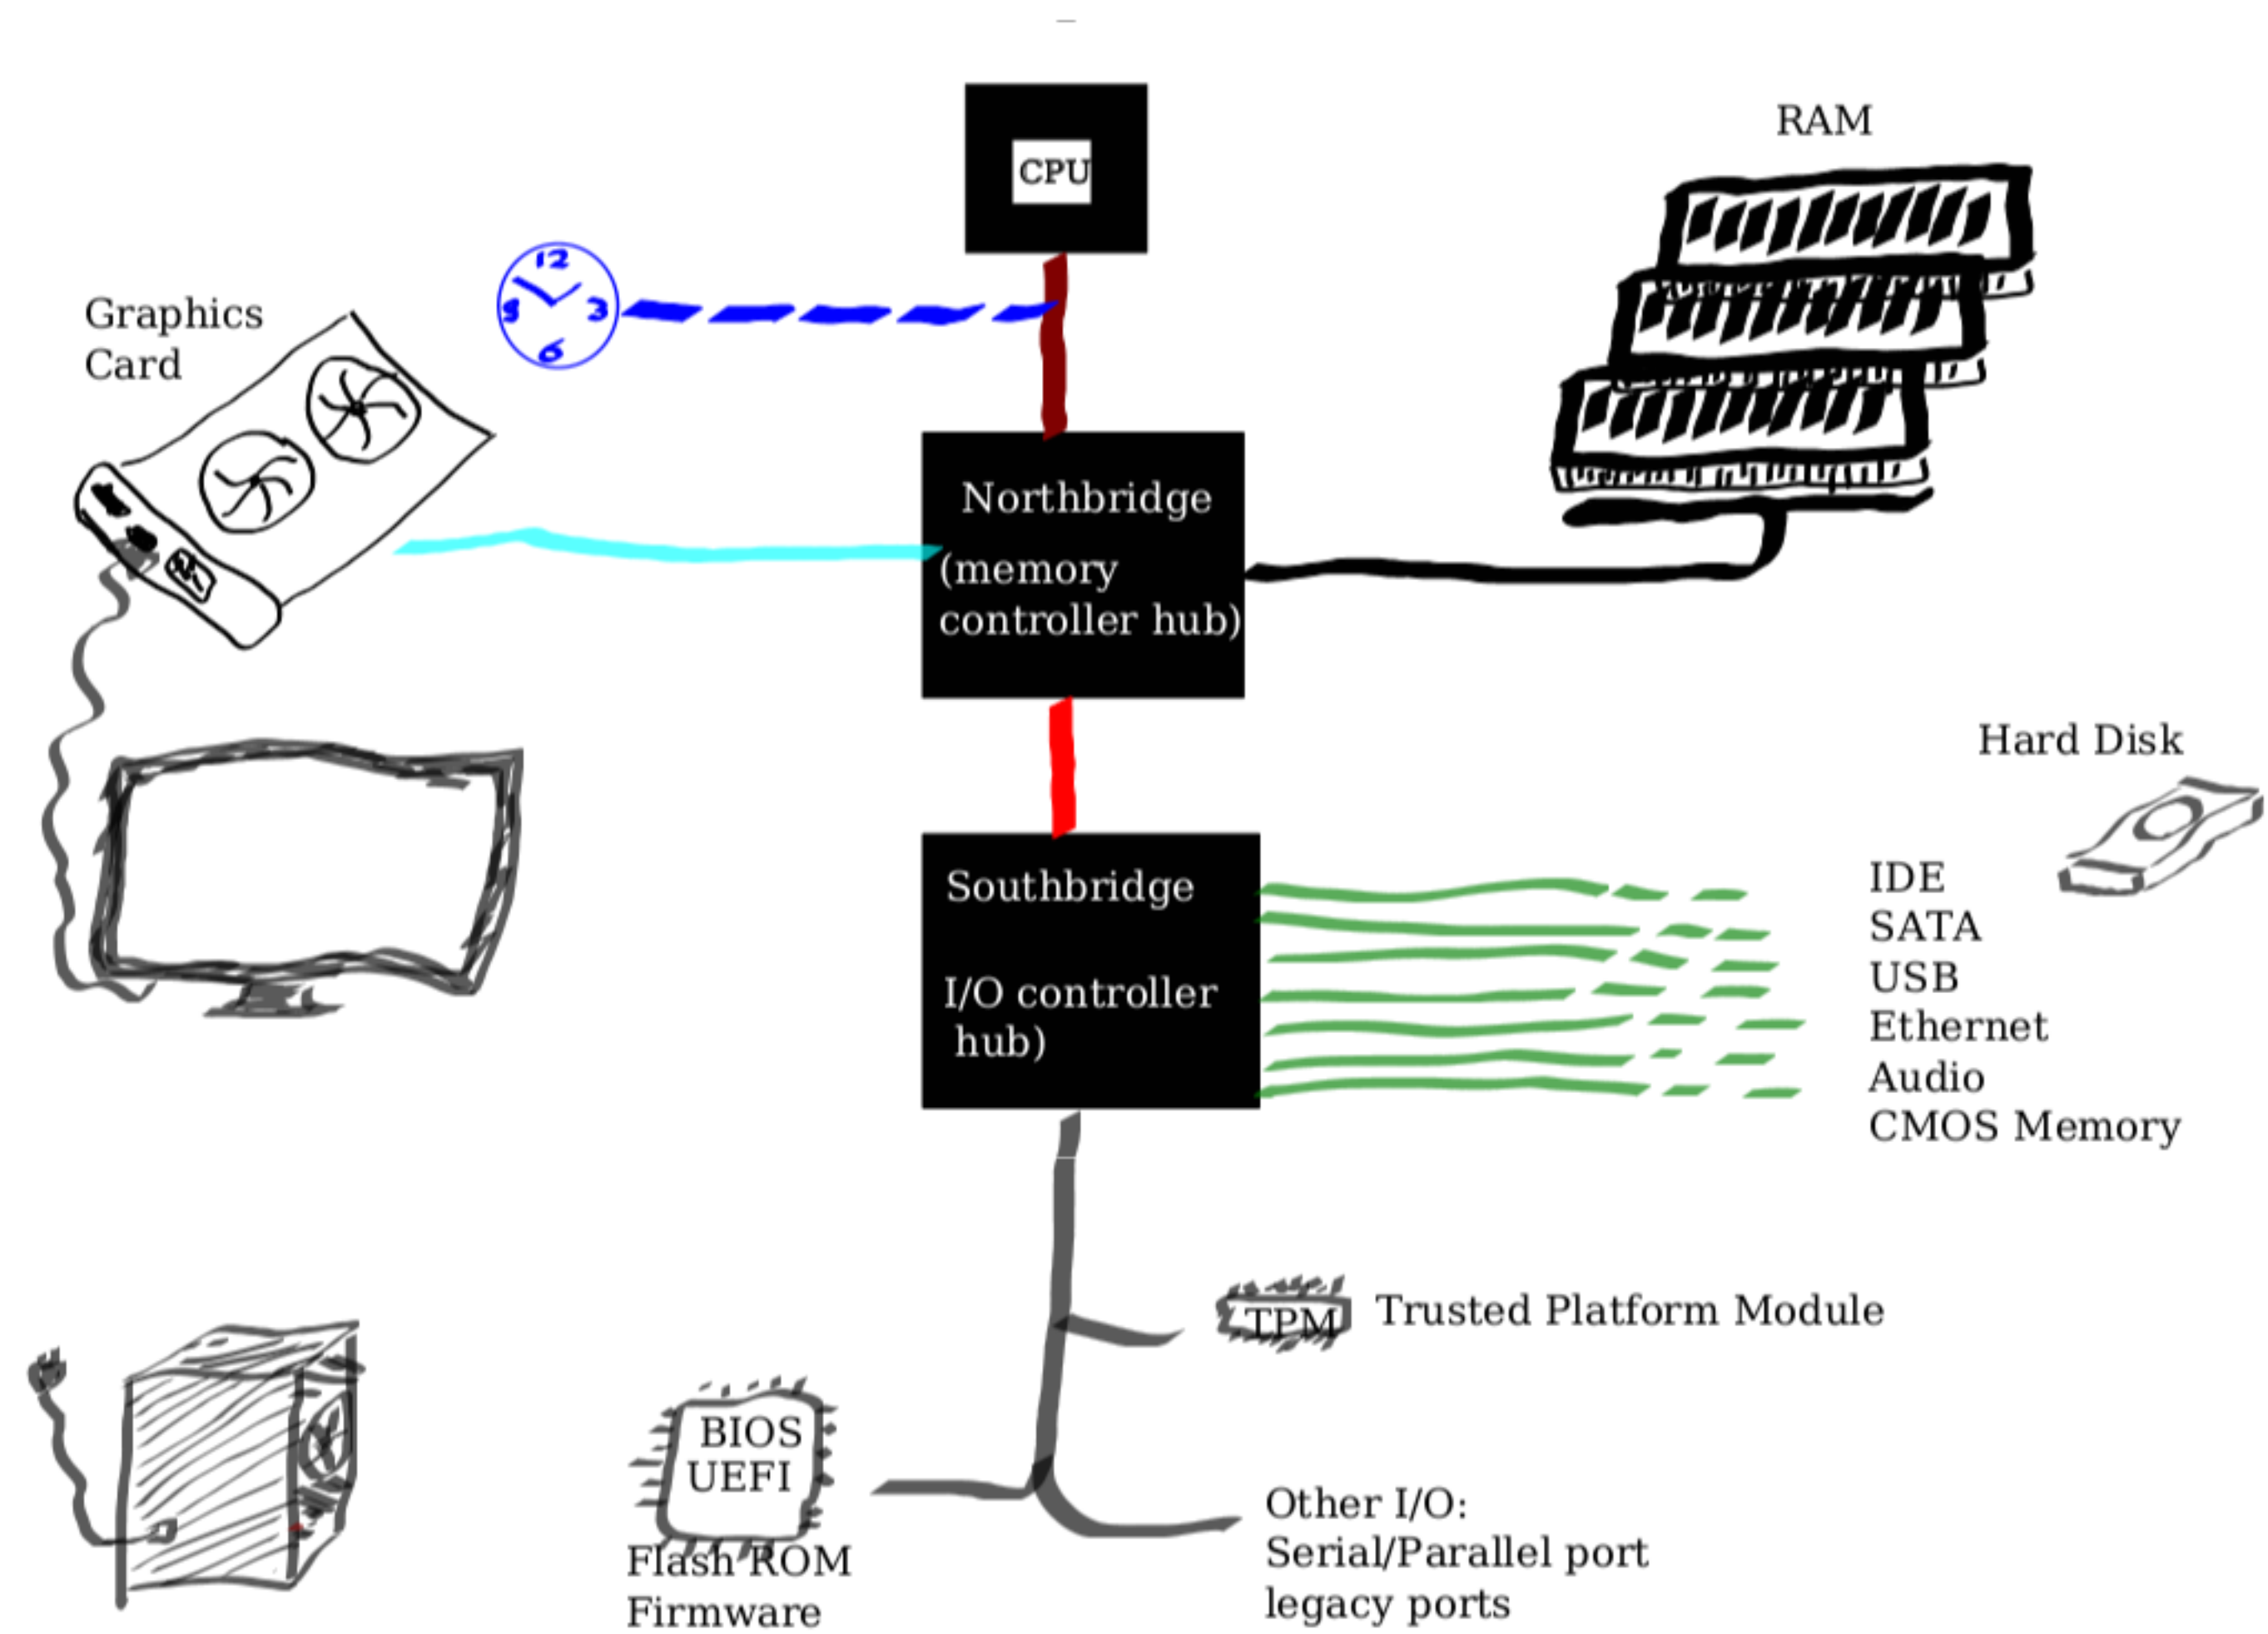 CPU
RAM
12
9 3
6
Graphics
Card
Northbridge
(memory
controller hub)
Hard Disk
Southbridge
I/O controller
hub)
IDE
SATA
USB
Ethernet
Audio
CMOS Memory
TPM
Trusted Platform Module
BIOS
UEFI
Flash ROM
Firmware
Other I/O:
Serial/Parallel port
legacy ports